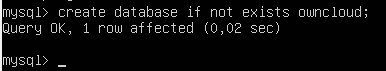 mysql> create database if not exists owncloud;
Query OK, 1 row affected (0,02 sec)
mysql> _